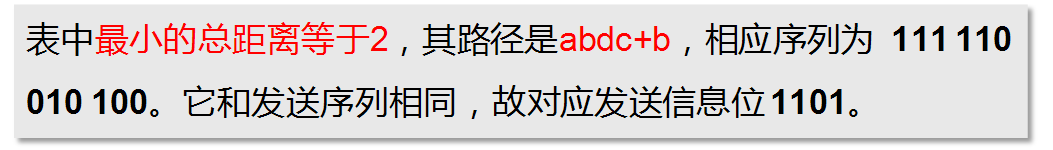 表中最小的总距离等于2，其路径是abdc+b，相应序列为 111 110
010 100。它和发送序列相同，故对应发送信息位1101。